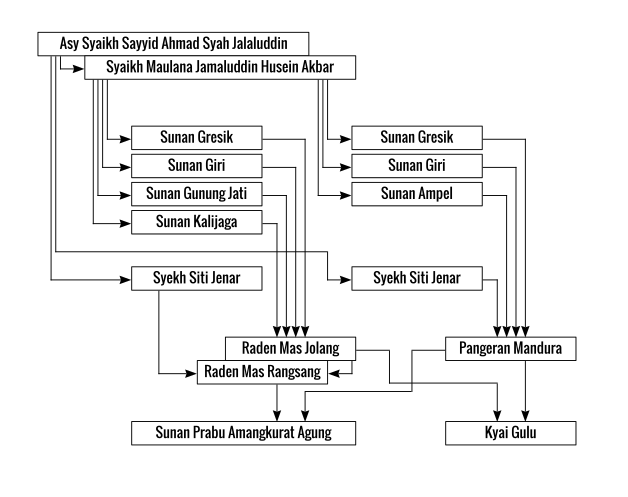 Asy Syaikh Sayyid Ahmad Syah Jalaluddin
Syaikh Maulana Jamaluddin Husein Akbar
Sunan Gresik
Sunan Gresik
Sunan Giri
Sunan Giri
Sunan Gunung Jati
Sunan Ampel
Sunan Kalijaga
Syekh Siti Jenar
Syekh Siti Jenar
Raden Mas Jolang
Pangeran Mandura
Raden Mas Rangsang
Sunan Prabu Amangkurat Agung
Kyai Gulu